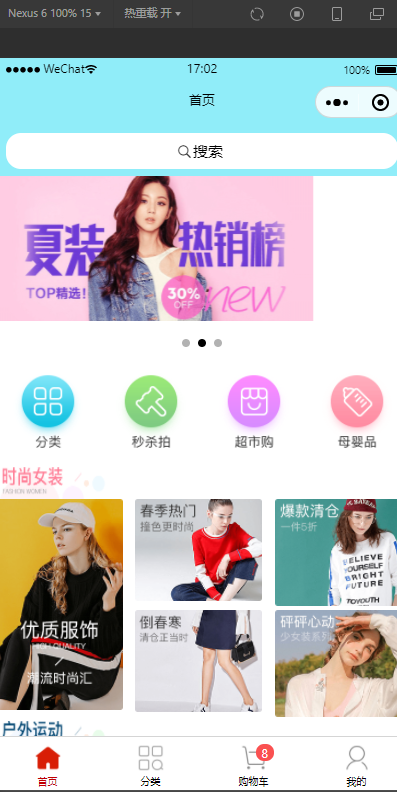 Nexus 6 100% 15 热重载 开
WeChat 17:02 100%
首页
搜索
夏装 热销榜
TOP精选!
30%
OFF
new
分类 秒杀拍 超市购 母婴品
时尚女装
FASHION WOMEN
优质服饰
HIGH QUALITY
潮流时尚汇
春季热门
撞色更时尚
爆款清仓
一件5折
BELIEVE
YOURSELF
BRIGHT
FUTURE
TOYOUTH
倒春寒
清仓正当时
砰砰心动
少女装系列
户外运动
8
首页 分类 购物车 我的